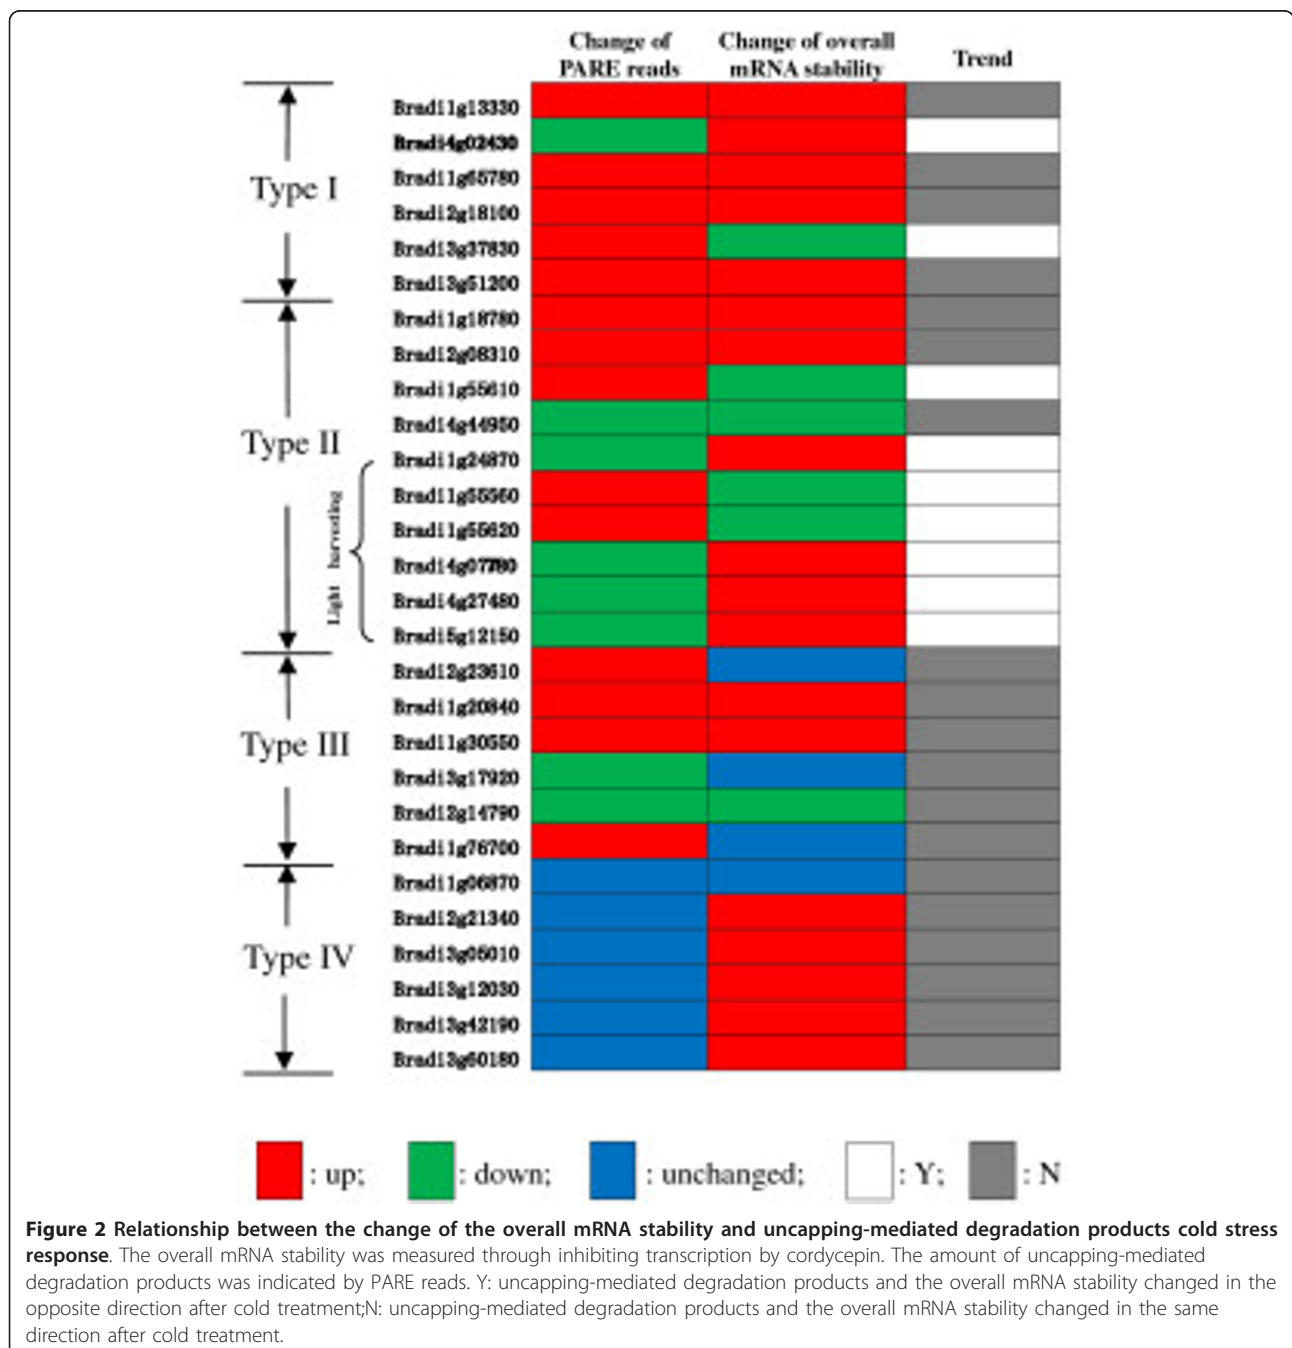 Change of PARE reads
Change of overall mRNA stability
Trend
Type I
Bradi1g13330
Bradi4g02430
Bradi1g65780
Bradi2g18100
Bradi3g37830
Bradi3g51200
Type II
Bradi1g18780
Bradi2g08310
Bradi1g55610
Bradi4g44950
Light harvesting
Bradi1g24870
Bradi1g55560
Bradi1g55620
Bradi4g07780
Bradi4g27480
Bradi5g12150
Type III
Bradi2g23610
Bradi1g20840
Bradi1g30550
Bradi3g17920
Bradi2g14790
Bradi1g76700
Type IV
Bradi1g06870
Bradi2g21340
Bradi3g05010
Bradi3g12030
Bradi3g42190
Bradi3g60180
: up; : down; : unchanged; : Y; : N
Figure 2 Relationship between the change of the overall mRNA stability and uncapping-mediated degradation products cold stress
response. The overall mRNA stability was measured through inhibiting transcription by cordycepin. The amount of uncapping-mediated
degradation products was indicated by PARE reads. Y: uncapping-mediated degradation products and the overall mRNA stability changed in the
opposite direction after cold treatment;N: uncapping-mediated degradation products and the overall mRNA stability changed in the same
direction after cold treatment.